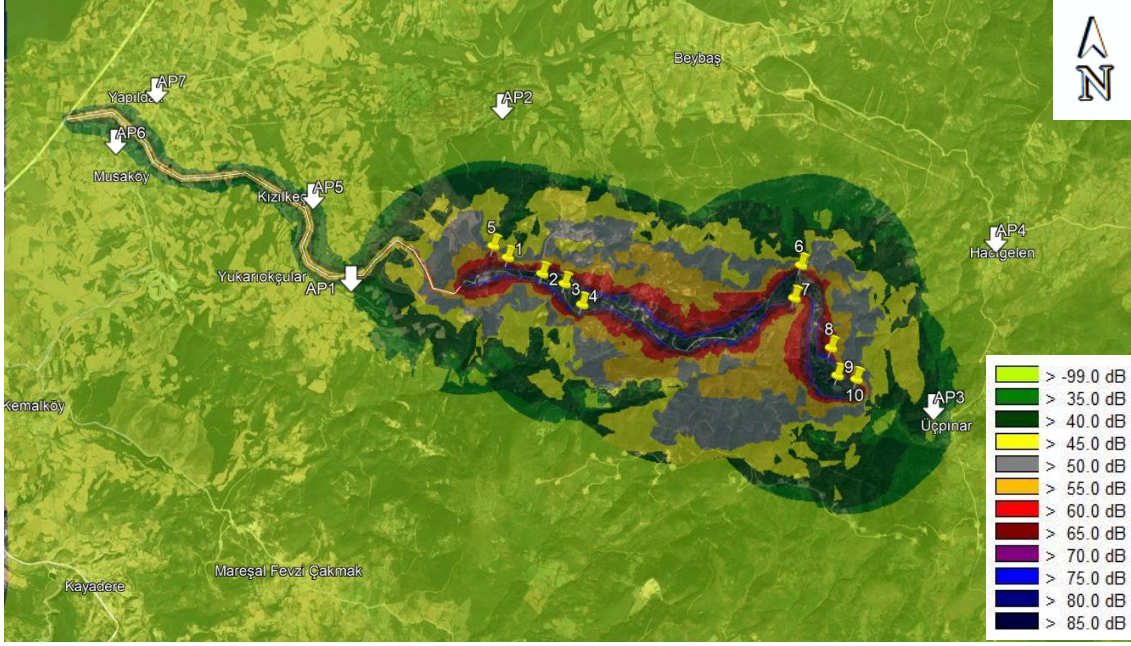 N
Beybaş
AP7
Yapılda
AP2
AP6
Musaköy
AP5
Kızılkeç
5
1
2
3
4
6
7
8
9
10
AP4
Hacıgelen
Yukarıokçular
AP1
AP3
Üçpınar
Kemalköy
Mareşal Fevzi Çakmak
Kayadere
> -99.0 dB
> 35.0 dB
> 40.0 dB
> 45.0 dB
> 50.0 dB
> 55.0 dB
> 60.0 dB
> 65.0 dB
> 70.0 dB
> 75.0 dB
> 80.0 dB
> 85.0 dB